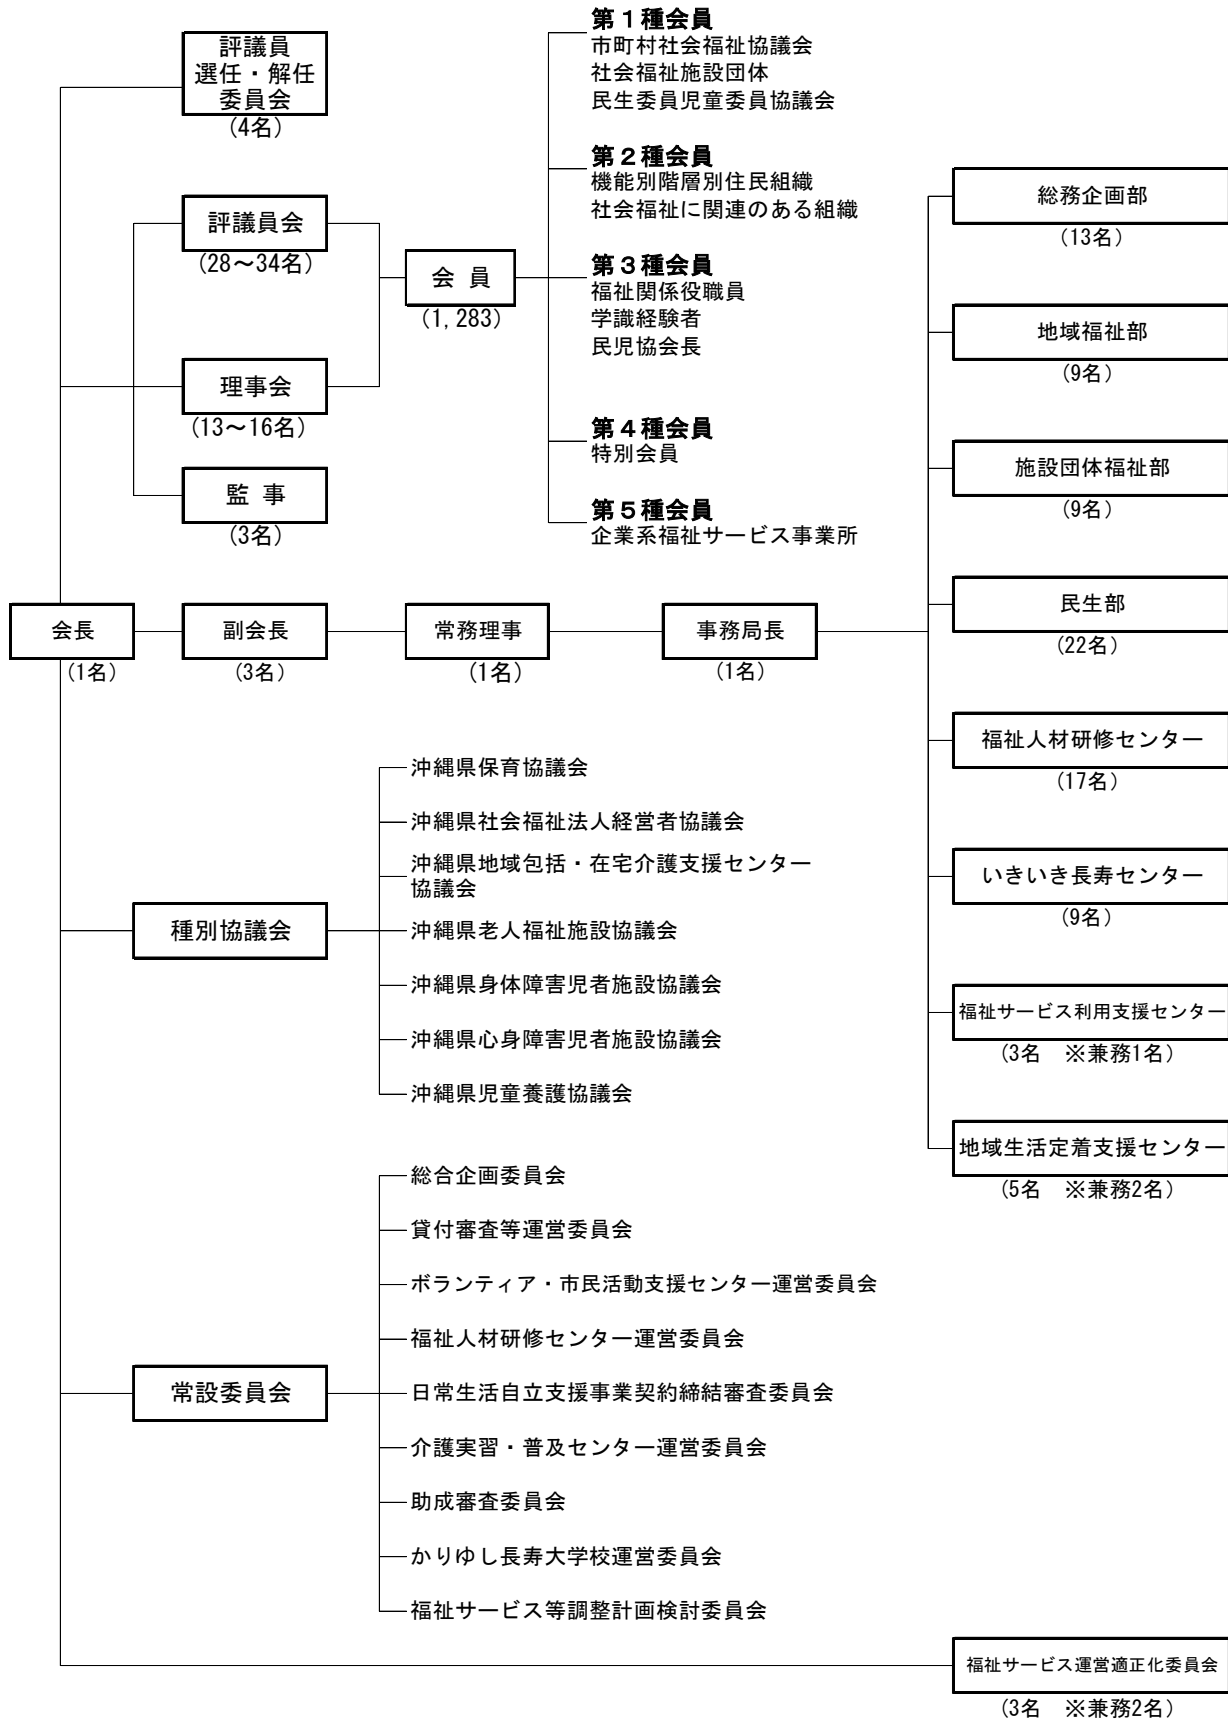 評議員
選任・解任
委員会
(4名)
評議員会
(28～34名)
理事会
(13～16名)
監 事
(3名)
会 員
(1,283)
第１種会員
市町村社会福祉協議会
社会福祉施設団体
民生委員児童委員協議会
第２種会員
機能別階層別住民組織
社会福祉に関連のある組織
第３種会員
福祉関係役職員
学識経験者
民児協会長
第４種会員
特別会員
第５種会員
企業系福祉サービス事業所
会長
(1名)
副会長
(3名)
常務理事
(1名)
事務局長
(1名)
総務企画部
(13名)
地域福祉部
(9名)
施設団体福祉部
(9名)
民生部
(22名)
福祉人材研修センター
(17名)
いきいき長寿センター
(9名)
福祉サービス利用支援センター
(3名　※兼務1名)
地域生活定着支援センター
(5名　※兼務2名)
種別協議会
沖縄県保育協議会
沖縄県社会福祉法人経営者協議会
沖縄県地域包括・在宅介護支援センター
協議会
沖縄県老人福祉施設協議会
沖縄県身体障害児者施設協議会
沖縄県心身障害児者施設協議会
沖縄県児童養護協議会
常設委員会
総合企画委員会
貸付審査等運営委員会
ボランティア・市民活動支援センター運営委員会
福祉人材研修センター運営委員会
日常生活自立支援事業契約締結審査委員会
介護実習・普及センター運営委員会
助成審査委員会
かりゆし長寿大学校運営委員会
福祉サービス等調整計画検討委員会
福祉サービス運営適正化委員会
(3名　※兼務2名)